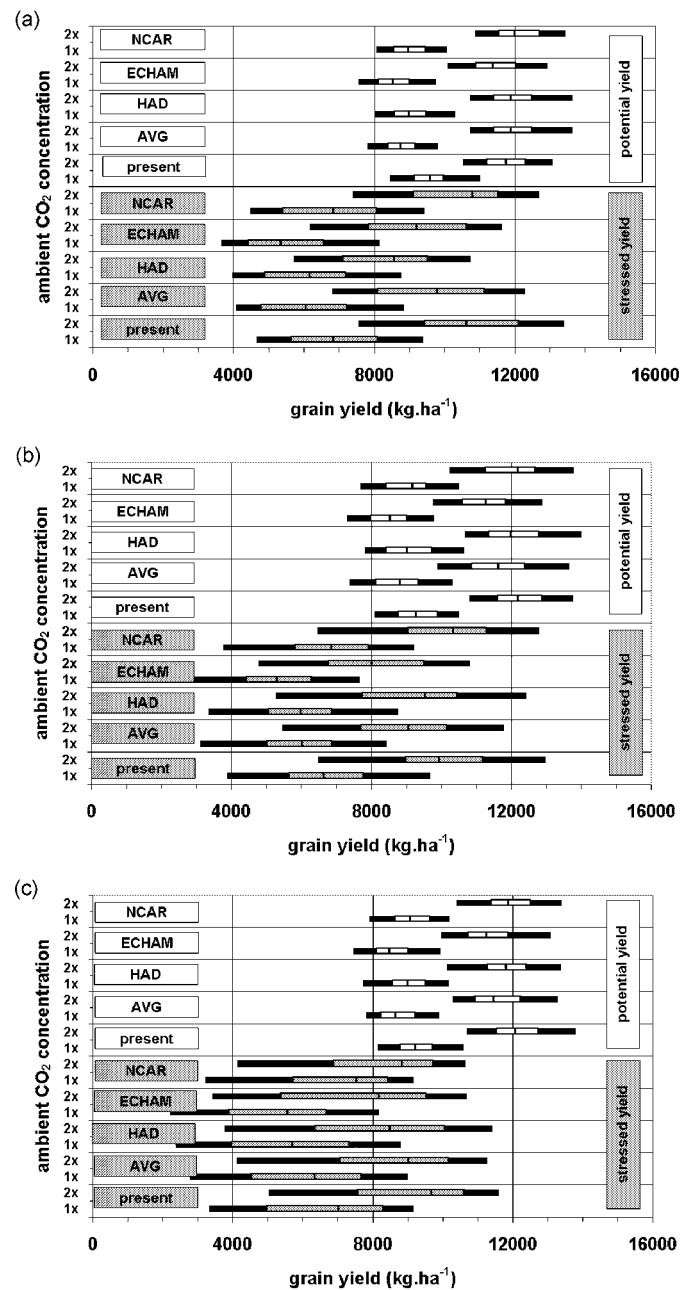 (a)
ambient CO₂ concentration
2x
NCAR
1x
2x
ECHAM
1x
2x
HAD
1x
2x
AVG
1x
2x
present
1x
potential yield
2x
NCAR
1x
2x
ECHAM
1x
2x
HAD
1x
2x
AVG
1x
2x
present
1x
stressed yield
0 4000 8000 12000 16000
grain yield (kg.ha⁻¹)
(b)
ambient CO₂ concentration
2x
NCAR
1x
2x
ECHAM
1x
2x
HAD
1x
2x
AVG
1x
2x
present
1x
potential yield
2x
NCAR
1x
2x
ECHAM
1x
2x
HAD
1x
2x
AVG
1x
2x
present
1x
stressed yield
0 4000 8000 12000 16000
grain yield (kg.ha⁻¹)
(c)
ambient CO₂ concentration
2x
NCAR
1x
2x
ECHAM
1x
2x
HAD
1x
2x
AVG
1x
2x
present
1x
potential yield
2x
NCAR
1x
2x
ECHAM
1x
2x
HAD
1x
2x
AVG
1x
2x
present
1x
stressed yield
0 4000 8000 12000 16000
grain yield (kg.ha⁻¹)